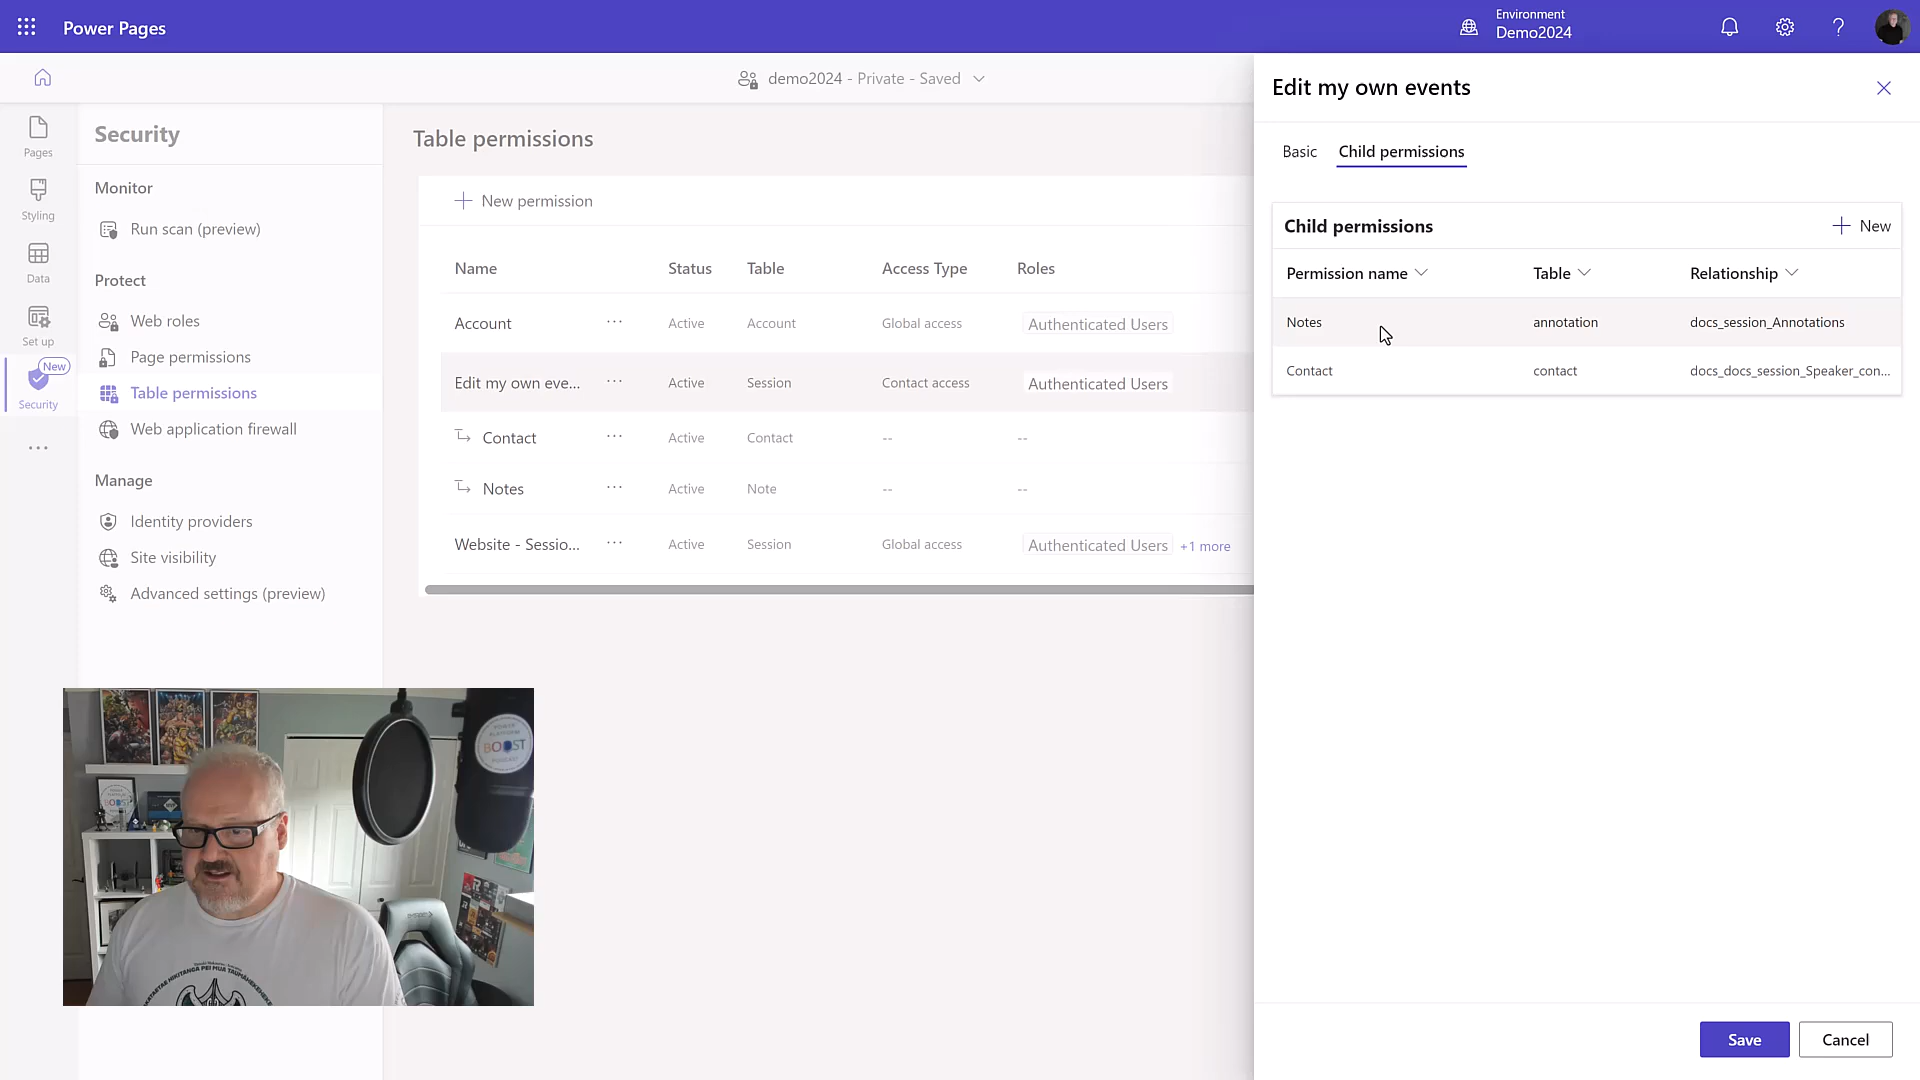 Power Pages
Environment
Demo2024
demo2024 - Private - Saved
Pages
Styling
Data
Set up
New
Security
Security
Monitor
Run scan (preview)
Protect
Web roles
Page permissions
Table permissions
Web application firewall
Manage
Identity providers
Site visibility
Advanced settings (preview)
Table permissions
New permission
Name Status Table Access Type Roles
Account ... Active Account Global access Authenticated Users
Edit my own eve... ... Active Session Contact access Authenticated Users
Contact ... Active Contact -- --
Notes ... Active Note -- --
Website - Sessio... ... Active Session Global access Authenticated Users +1 more
Edit my own events
Basic Child permissions
Child permissions New
Permission name Table Relationship
Notes annotation docs_session_Annotations
Contact contact docs_docs_session_Speaker_con...
Save Cancel
BOOST